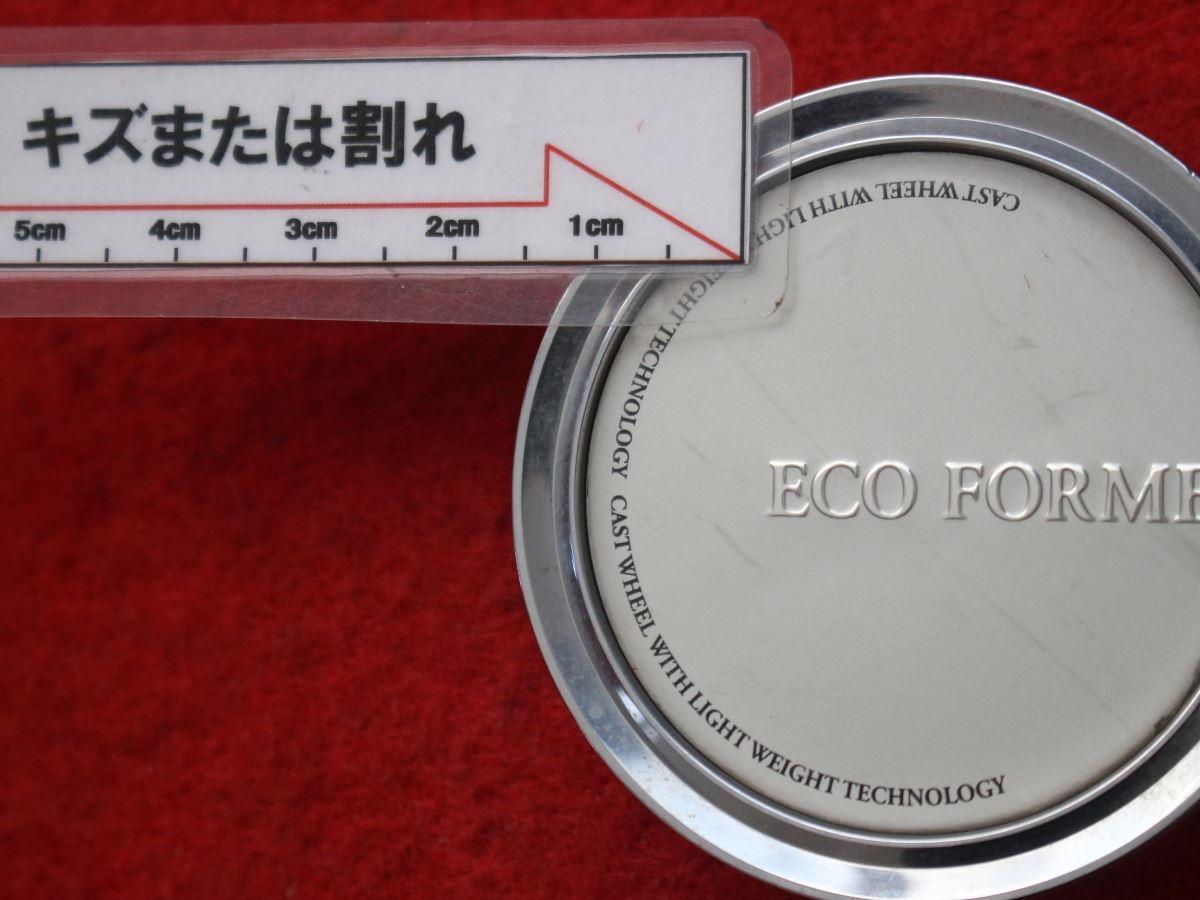 キズまたは割れ
5cm 4cm 3cm 2cm 1cm
CAST WHEEL WITH LIGHT WEIGHT TECHNOLOGY
ECO FORME
CAST WHEEL WITH LIGHT WEIGHT TECHNOLOGY